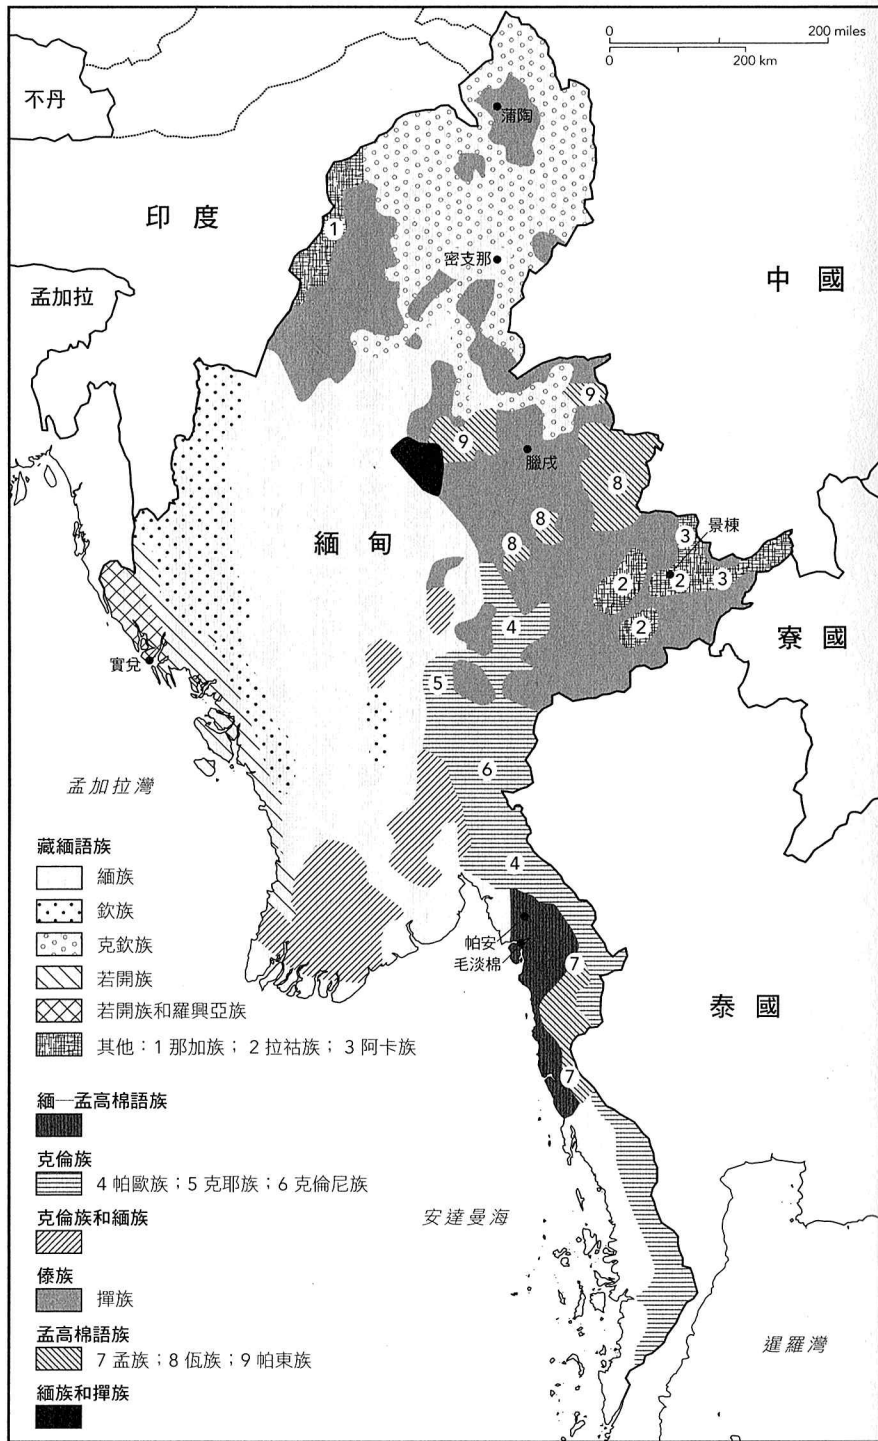 0 200 miles
0 200 km
不丹
蒲陶
印度
1
密支那
中國
孟加拉
9
9
臘戌
8
緬甸
8
8
3
景棟
2
2
3
4
2
寮國
實兌
5
孟加拉灣
6
藏緬語族
緬族
4
欽族
帕安
克欽族
毛淡棉
7
若開族
若開族和羅興亞族
泰國
其他：1 那加族；2 拉祜族；3 阿卡族
7
緬—孟高棉語族
克倫族
4 帕歐族；5 克耶族；6 克倫尼族
克倫族和緬族
安達曼海
傣族
撣族
孟高棉語族
暹羅灣
7 孟族；8 佤族；9 帕東族
緬族和撣族